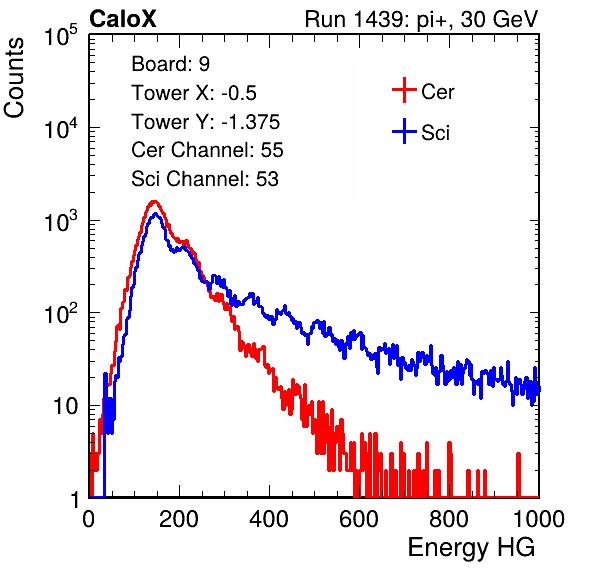 CaloX Run 1439: pi+, 30 GeV
Counts
Board: 9
Tower X: -0.5
Tower Y: -1.375
Cer Channel: 55
Sci Channel: 53
Cer
Sci
10^5
10^4
10^3
10^2
10
1
0 200 400 600 800 1000
Energy HG